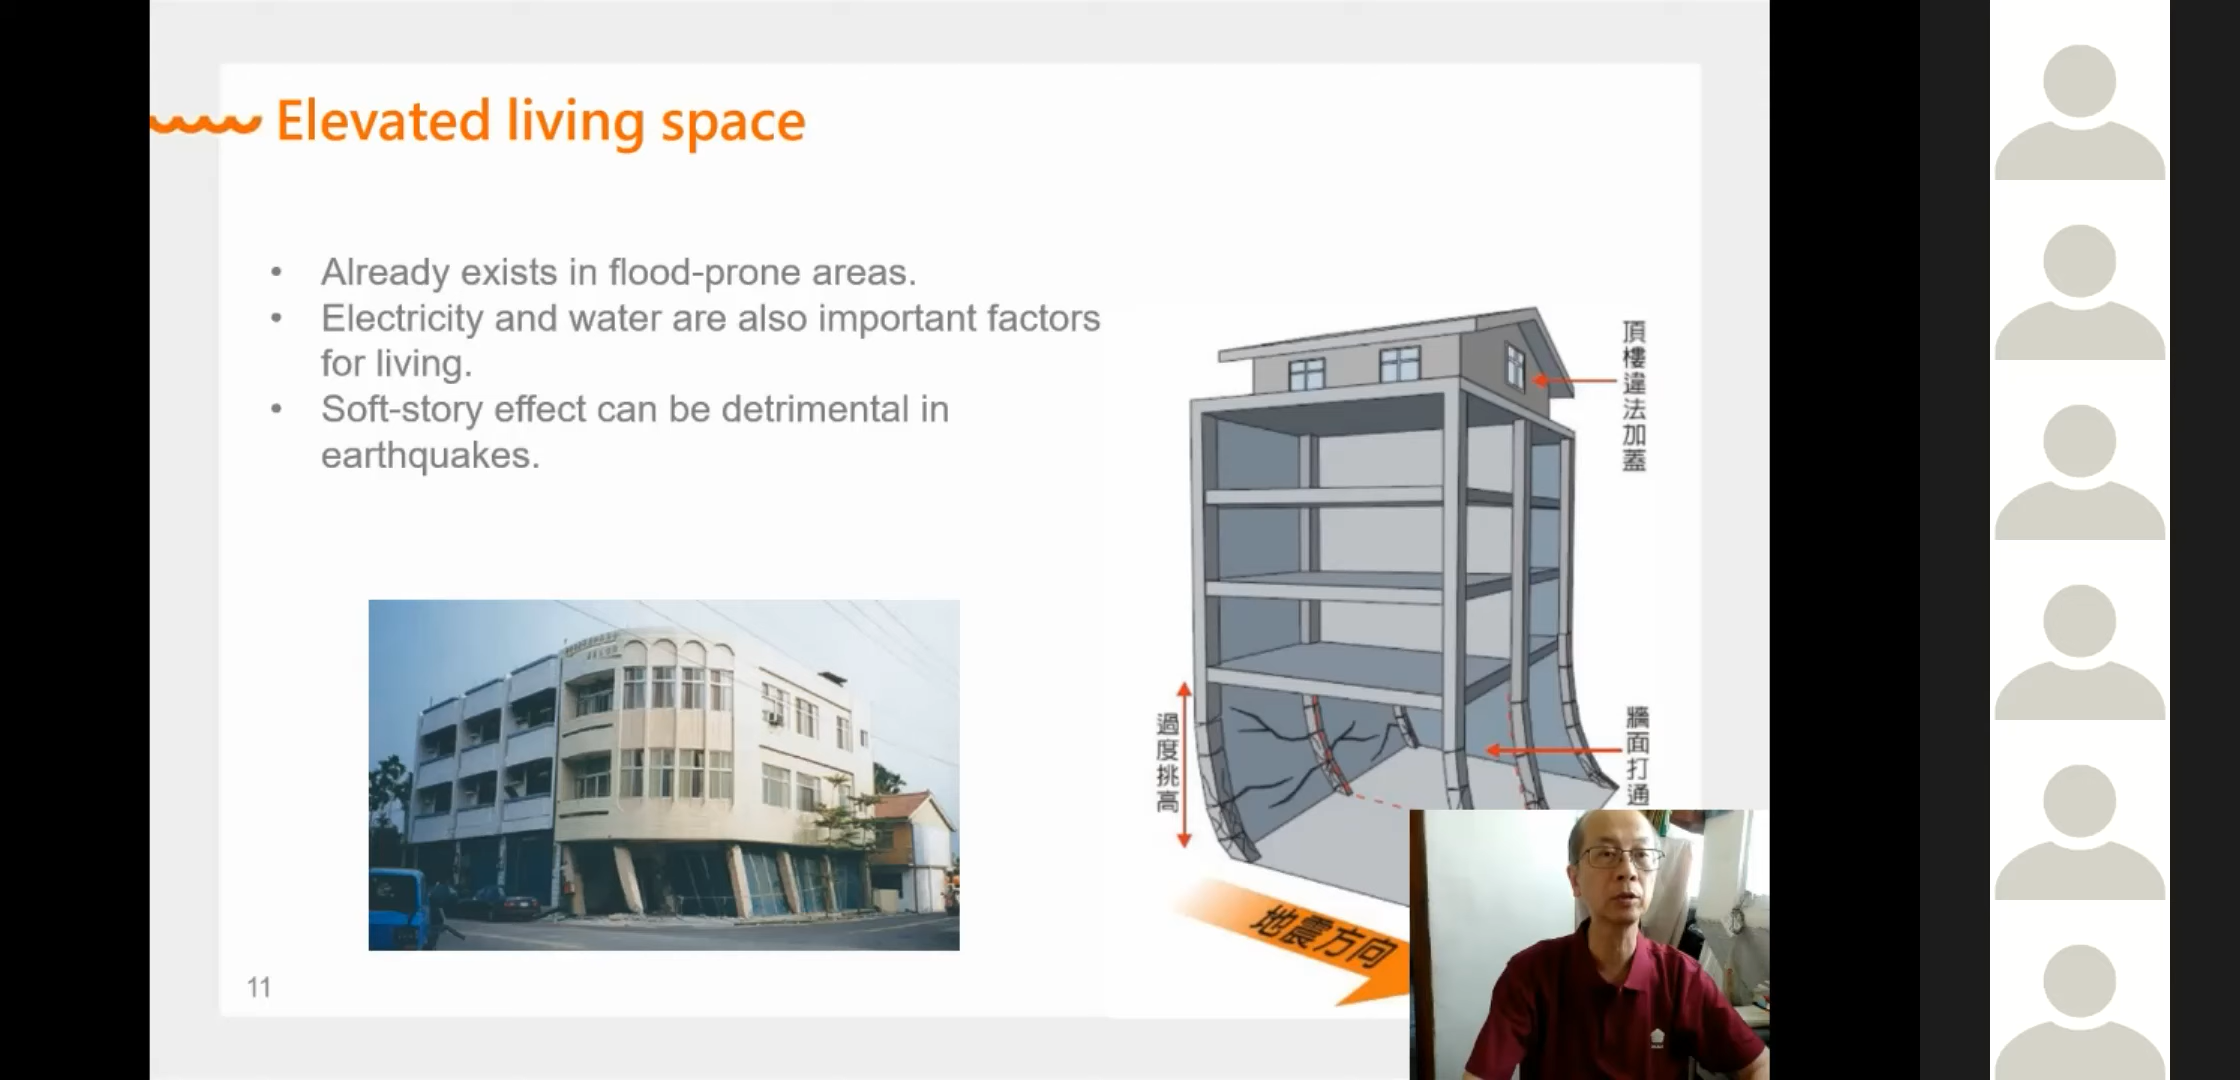 Elevated living space
• Already exists in flood-prone areas.
• Electricity and water are also important factors
for living.
• Soft-story effect can be detrimental in
earthquakes.
頂樓違法加蓋
過度挑高
牆面打通
地震方向
11